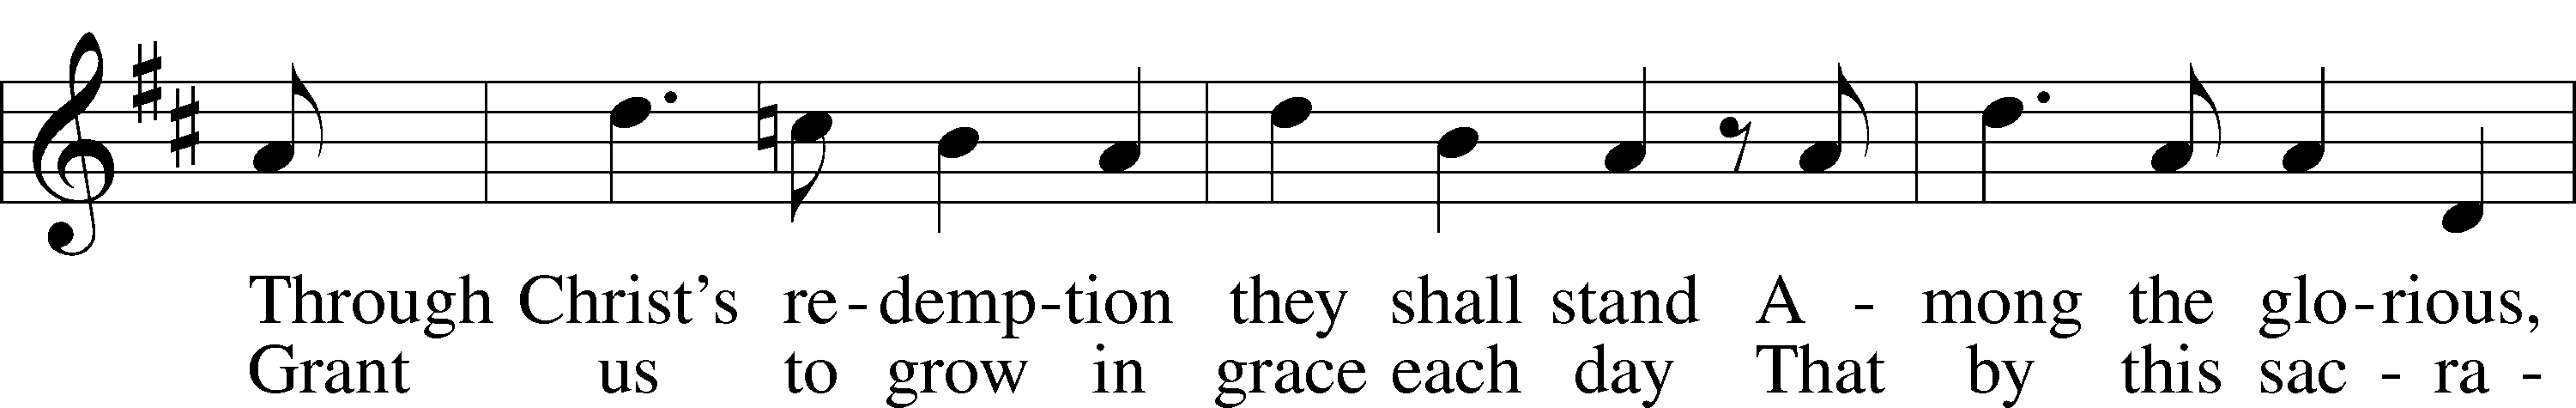 Through Christ's re-demp-tion they shall stand A - mong the glo-rious,
Grant us to grow in grace each day That by this sac - ra -